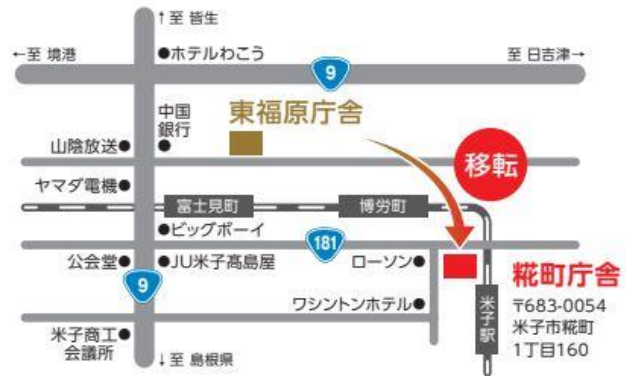 ↑至 皆生
←至 境港
●ホテルわこう
至 日吉津→
9
中国
銀行
●
東福原庁舎
山陰放送●
移転
ヤマダ電機●
富士見町
博労町
●ビッグボーイ
181
公会堂●
●JU米子髙島屋
ローソン●
糀町庁舎
9
〒683-0054
米子市糀町
1丁目160
ワシントンホテル●
米子駅
米子商工●
会議所
↓至 島根県